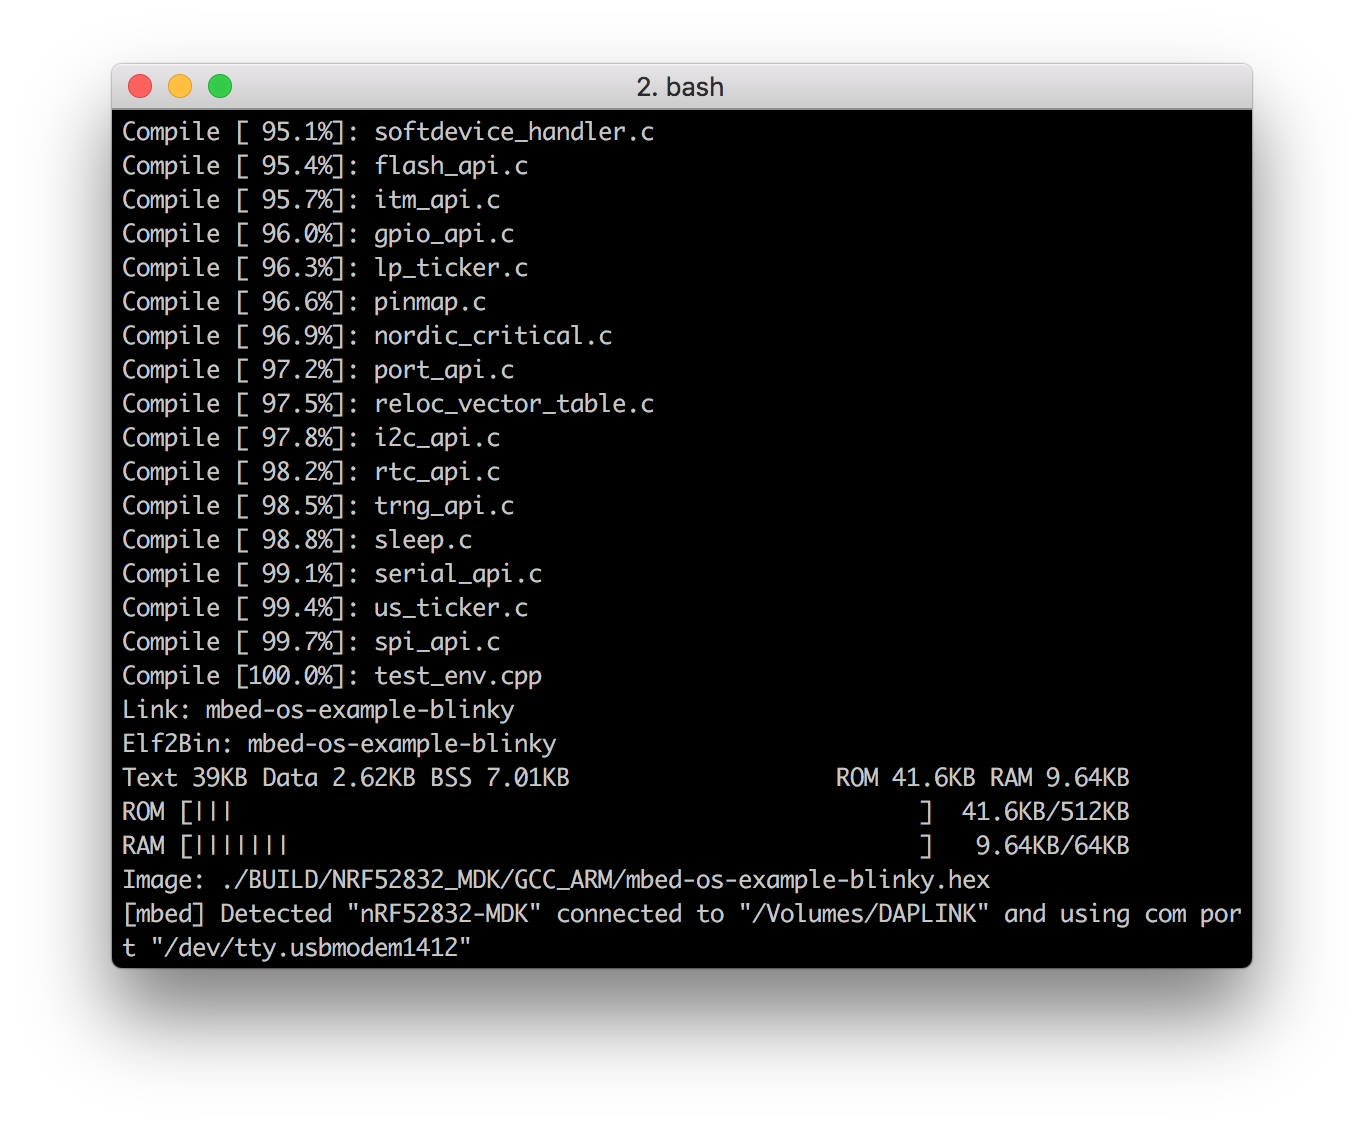 2. bash
Compile [ 95.1%]: softdevice_handler.c
Compile [ 95.4%]: flash_api.c
Compile [ 95.7%]: itm_api.c
Compile [ 96.0%]: gpio_api.c
Compile [ 96.3%]: lp_ticker.c
Compile [ 96.6%]: pinmap.c
Compile [ 96.9%]: nordic_critical.c
Compile [ 97.2%]: port_api.c
Compile [ 97.5%]: reloc_vector_table.c
Compile [ 97.8%]: i2c_api.c
Compile [ 98.2%]: rtc_api.c
Compile [ 98.5%]: trng_api.c
Compile [ 98.8%]: sleep.c
Compile [ 99.1%]: serial_api.c
Compile [ 99.4%]: us_ticker.c
Compile [ 99.7%]: spi_api.c
Compile [100.0%]: test_env.cpp
Link: mbed-os-example-blinky
Elf2Bin: mbed-os-example-blinky
Text 39KB Data 2.62KB BSS 7.01KB                   ROM 41.6KB RAM 9.64KB
ROM [|||                                                 ]  41.6KB/512KB
RAM [|||||||                                             ]   9.64KB/64KB
Image: ./BUILD/NRF52832_MDK/GCC_ARM/mbed-os-example-blinky.hex
[mbed] Detected "nRF52832-MDK" connected to "/Volumes/DAPLINK" and using com por
t "/dev/tty.usbmodem1412"